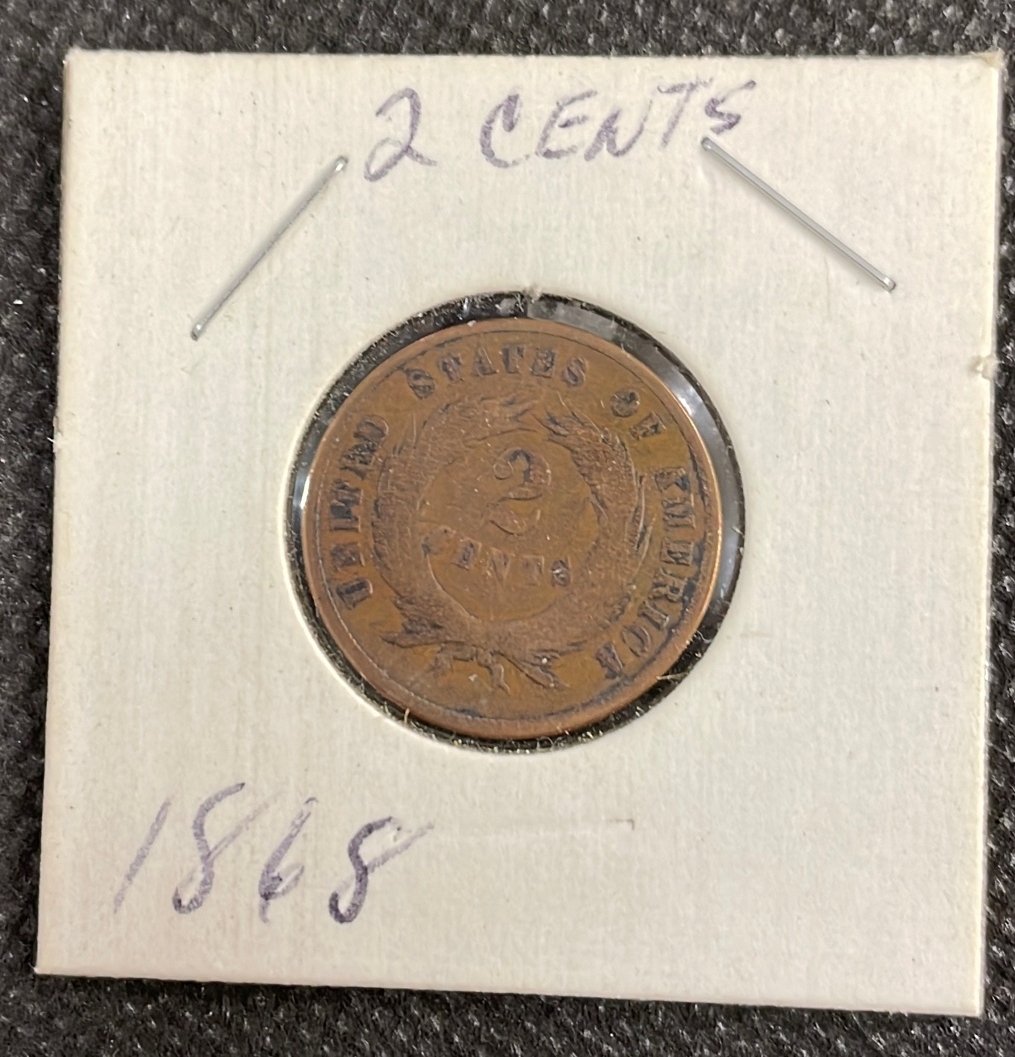 2 CENTS
UNITED STATES OF AMERICA
2
CENTS
1868